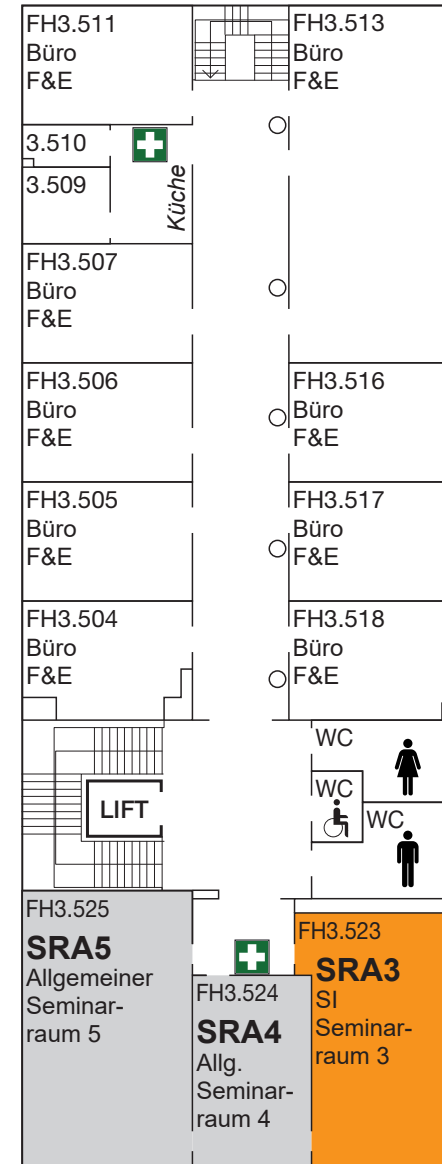 FH3.511
Büro
F&E
FH3.513
Büro
F&E
3.510
3.509
Küche
FH3.507
Büro
F&E
FH3.506
Büro
F&E
FH3.516
Büro
F&E
FH3.505
Büro
F&E
FH3.517
Büro
F&E
FH3.504
Büro
F&E
FH3.518
Büro
F&E
LIFT
WC
WC
WC
FH3.525
SRA5
Allgemeiner
Seminar-
raum 5
FH3.524
SRA4
Allg.
Seminar-
raum 4
FH3.523
SRA3
SI
Seminar-
raum 3